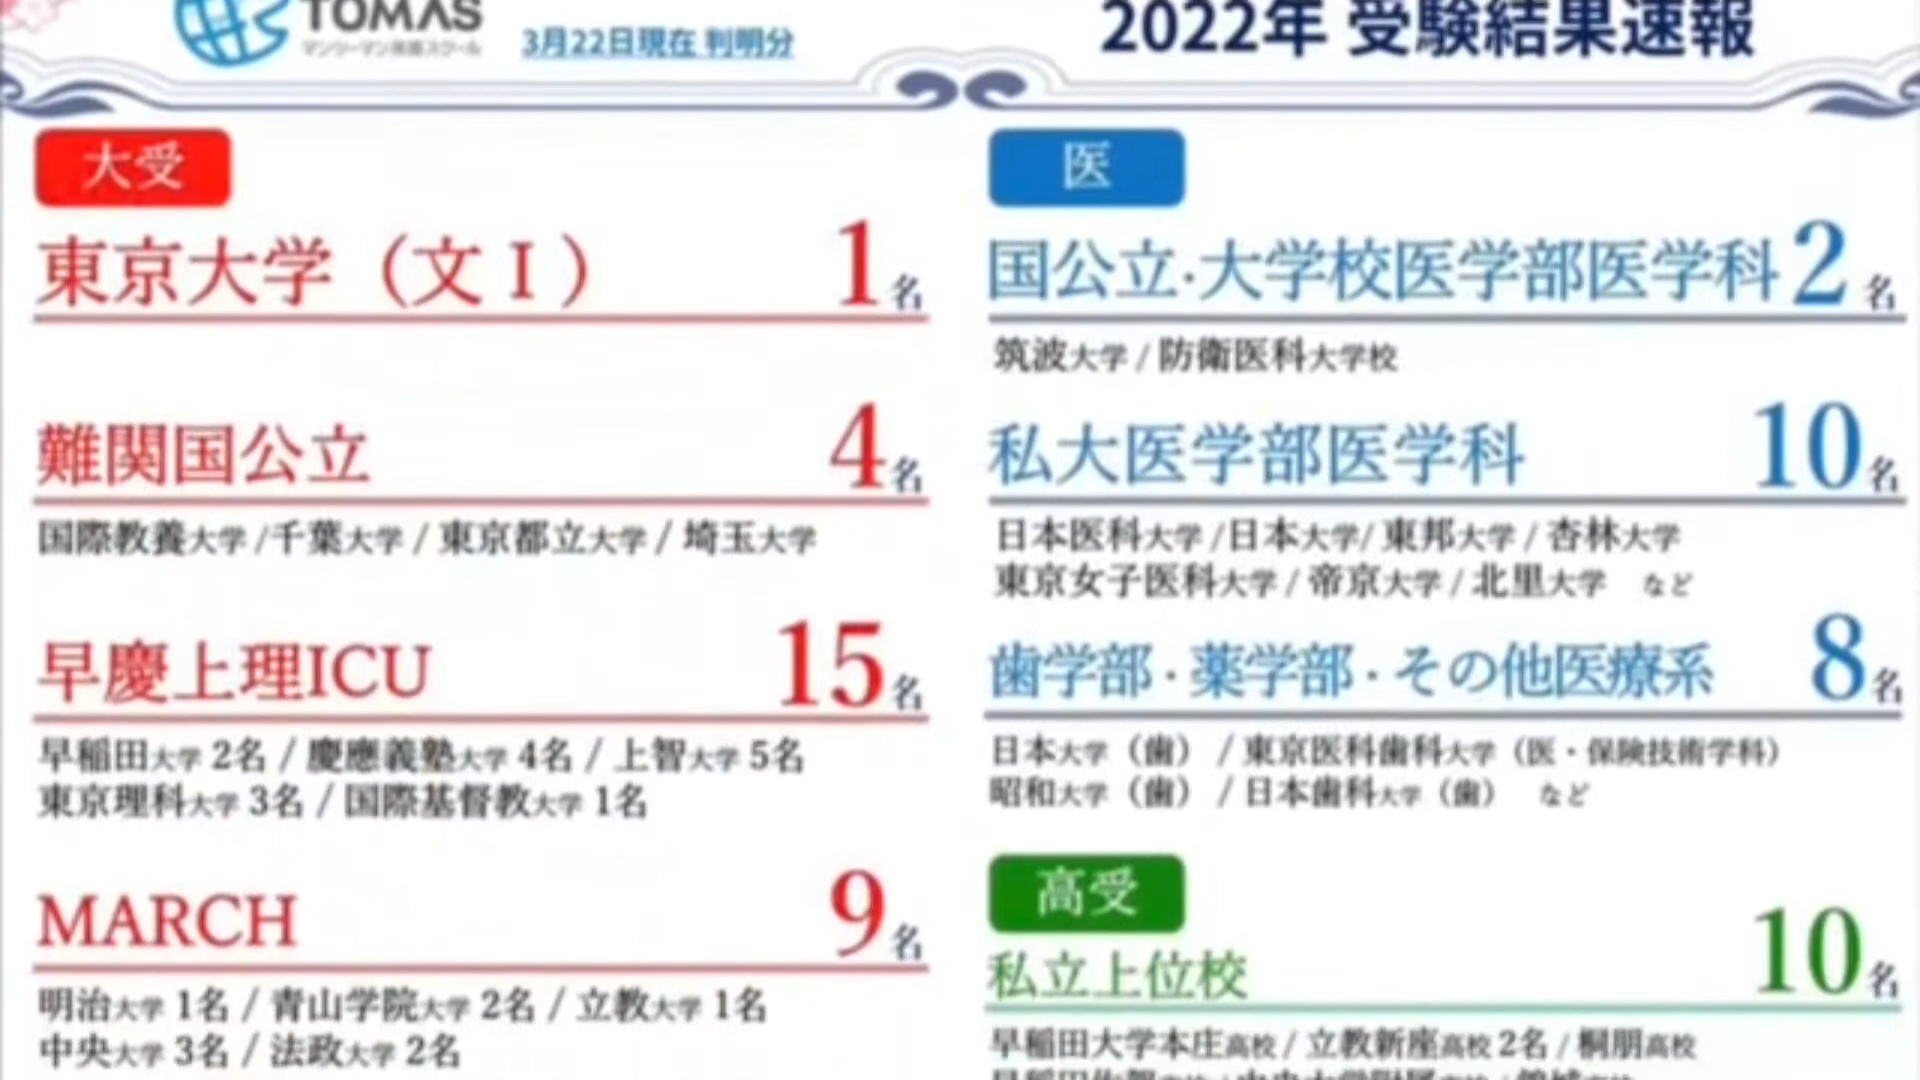 TOMAS
マンツーマン英語スクール
3月22日現在 判明分
2022年 受験結果速報
大受
東京大学（文Ⅰ） 1名
難関国公立 4名
国際教養大学 /千葉大学 / 東京都立大学 / 埼玉大学
早慶上理ICU 15名
早稲田大学 2名 / 慶應義塾大学 4名 / 上智大学 5名
東京理科大学 3名 / 国際基督教大学 1名
MARCH 9名
明治大学 1名 / 青山学院大学 2名 / 立教大学 1名
中央大学 3名 / 法政大学 2名
医
国公立·大学校医学部医学科 2名
筑波大学 / 防衛医科大学校
私大医学部医学科 10名
日本医科大学 /日本大学/ 東邦大学 / 杏林大学
東京女子医科大学 / 帝京大学 / 北里大学 など
歯学部·薬学部·その他医療系 8名
日本大学（歯） / 東京医科歯科大学（医・保険技術学科）
昭和大学（歯） / 日本歯科大学（歯） など
高受
私立上位校 10名
早稲田大学本庄高校 / 立教新座高校 2名 / 桐朋高校